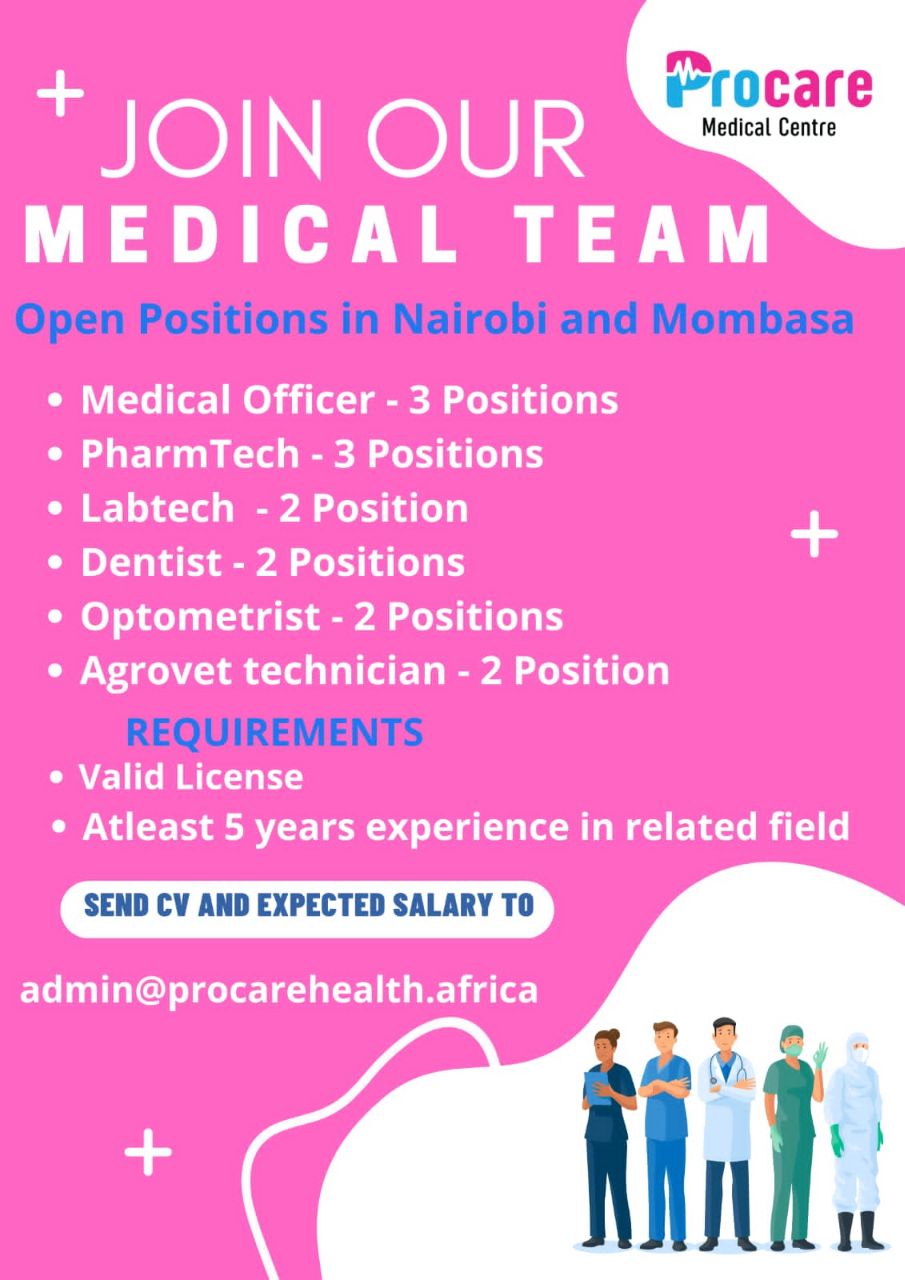 Procare
Medical Centre
JOIN OUR
MEDICAL TEAM
Open Positions in Nairobi and Mombasa
• Medical Officer - 3 Positions
• PharmTech - 3 Positions
• Labtech - 2 Position
• Dentist - 2 Positions
• Optometrist - 2 Positions
• Agrovet technician - 2 Position
REQUIREMENTS
• Valid License
• Atleast 5 years experience in related field
SEND CV AND EXPECTED SALARY TO
admin@procarehealth.africa